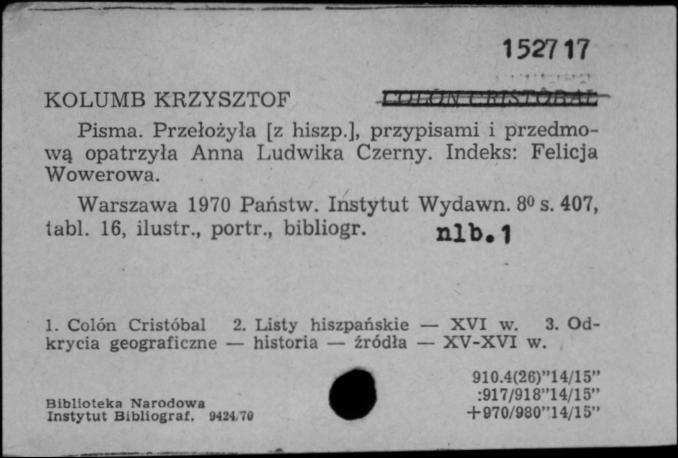 152717
KOLUMB KRZYSZTOF COLÓN CRISTÓBAL
Pisma. Przełożyła [z hiszp.], przypisami i przedmo-
wą opatrzyła Anna Ludwika Czerny. Indeks: Felicja
Wowerowa.
Warszawa 1970 Państw. Instytut Wydawn. 8⁰ s. 407,
tabl. 16, ilustr., portr., bibliogr. nlb. 1
1. Colón Cristóbal 2. Listy hiszpańskie — XVI w. 3. Od-
krycia geograficzne — historia — źródła — XV-XVI w.
910.4(26)"14/15"
:917/918"14/15"
+970/980"14/15"
Biblioteka Narodowa
Instytut Bibliograf. 9424/70